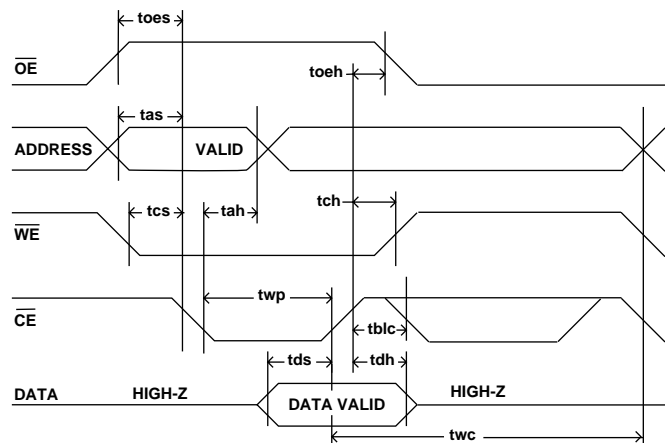 toes
OE
toeh
tas
ADDRESS VALID
tcs tah tch
WE
twp
CE
tblc
tds tdh
DATA HIGH-Z DATA VALID HIGH-Z
twc